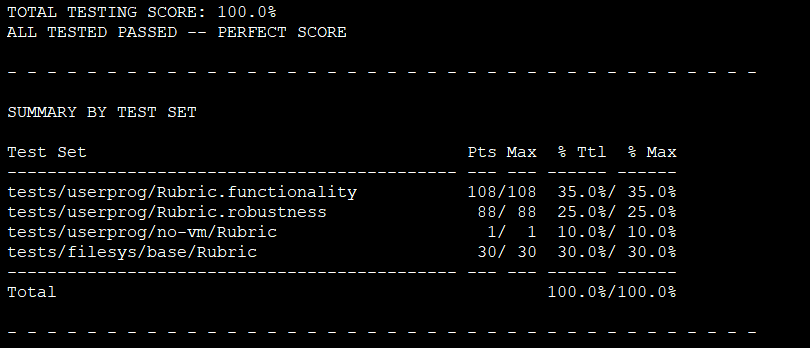 TOTAL TESTING SCORE: 100.0%
ALL TESTED PASSED -- PERFECT SCORE
- - - - - - - - - - - - - - - - - - - - - - - - - - - - - - - - - - - - - -
SUMMARY BY TEST SET
Test Set                                      Pts Max  % Ttl  % Max
--------------------------------------------- --- --- ------ ------
tests/userprog/Rubric.functionality           108/108  35.0%/ 35.0%
tests/userprog/Rubric.robustness               88/ 88  25.0%/ 25.0%
tests/userprog/no-vm/Rubric                     1/  1  10.0%/ 10.0%
tests/filesys/base/Rubric                      30/ 30  30.0%/ 30.0%
--------------------------------------------- --- --- ------ ------
Total                                                 100.0%/100.0%
- - - - - - - - - - - - - - - - - - - - - - - - - - - - - - - - - - - - - -